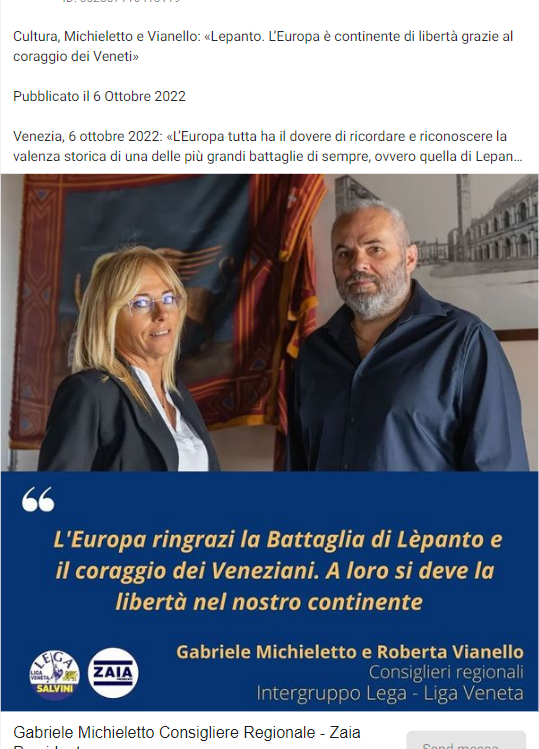 Cultura, Michieletto e Vianello: «Lepanto. L'Europa è continente di libertà grazie al
coraggio dei Veneti»
Pubblicato il 6 Ottobre 2022
Venezia, 6 ottobre 2022: «L'Europa tutta ha il dovere di ricordare e riconoscere la
valenza storica di una delle più grandi battaglie di sempre, ovvero quella di Lepan...
“
L'Europa ringrazi la Battaglia di Lèpanto e
il coraggio dei Veneziani. A loro si deve la
libertà nel nostro continente
Gabriele Michieletto e Roberta Vianello
Consiglieri regionali
Intergruppo Lega - Liga Veneta
LEGA
LIGA
VENETA
SALVINI
ZAIA
Gabriele Michieletto Consigliere Regionale - Zaia